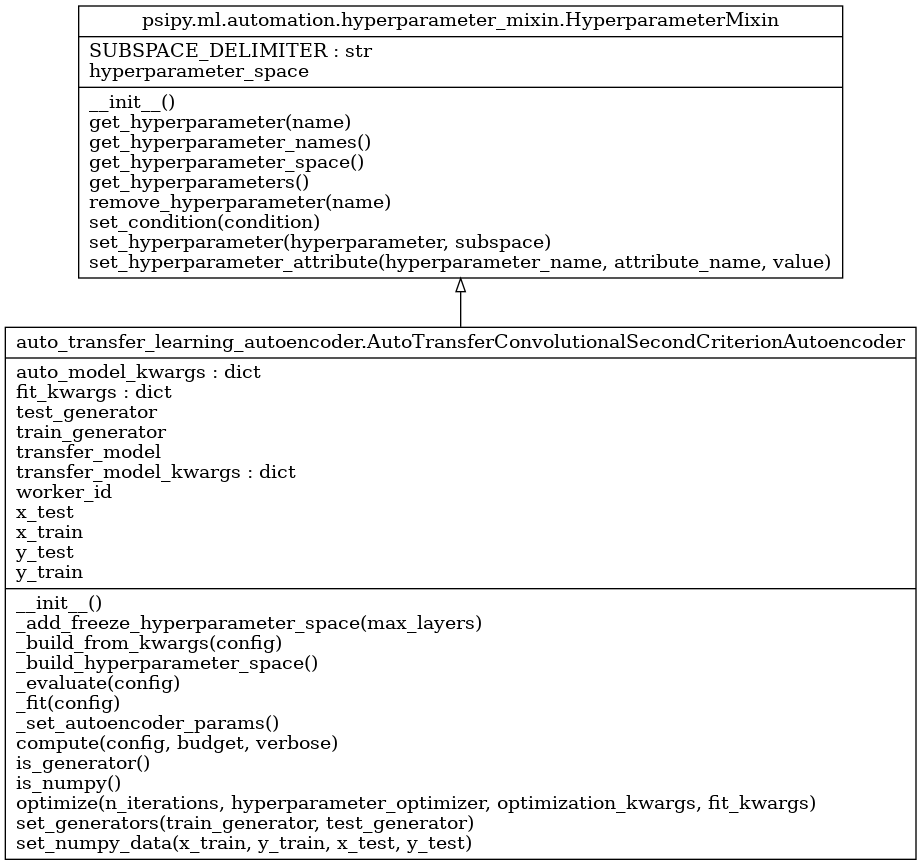 psipy.ml.automation.hyperparameter_mixin.HyperparameterMixin
SUBSPACE_DELIMITER : str
hyperparameter_space
__init__()
get_hyperparameter(name)
get_hyperparameter_names()
get_hyperparameter_space()
get_hyperparameters()
remove_hyperparameter(name)
set_condition(condition)
set_hyperparameter(hyperparameter, subspace)
set_hyperparameter_attribute(hyperparameter_name, attribute_name, value)
auto_transfer_learning_autoencoder.AutoTransferConvolutionalSecondCriterionAutoencoder
auto_model_kwargs : dict
fit_kwargs : dict
test_generator
train_generator
transfer_model
transfer_model_kwargs : dict
worker_id
x_test
x_train
y_test
y_train
__init__()
_add_freeze_hyperparameter_space(max_layers)
_build_from_kwargs(config)
_build_hyperparameter_space()
_evaluate(config)
_fit(config)
_set_autoencoder_params()
compute(config, budget, verbose)
is_generator()
is_numpy()
optimize(n_iterations, hyperparameter_optimizer, optimization_kwargs, fit_kwargs)
set_generators(train_generator, test_generator)
set_numpy_data(x_train, y_train, x_test, y_test)